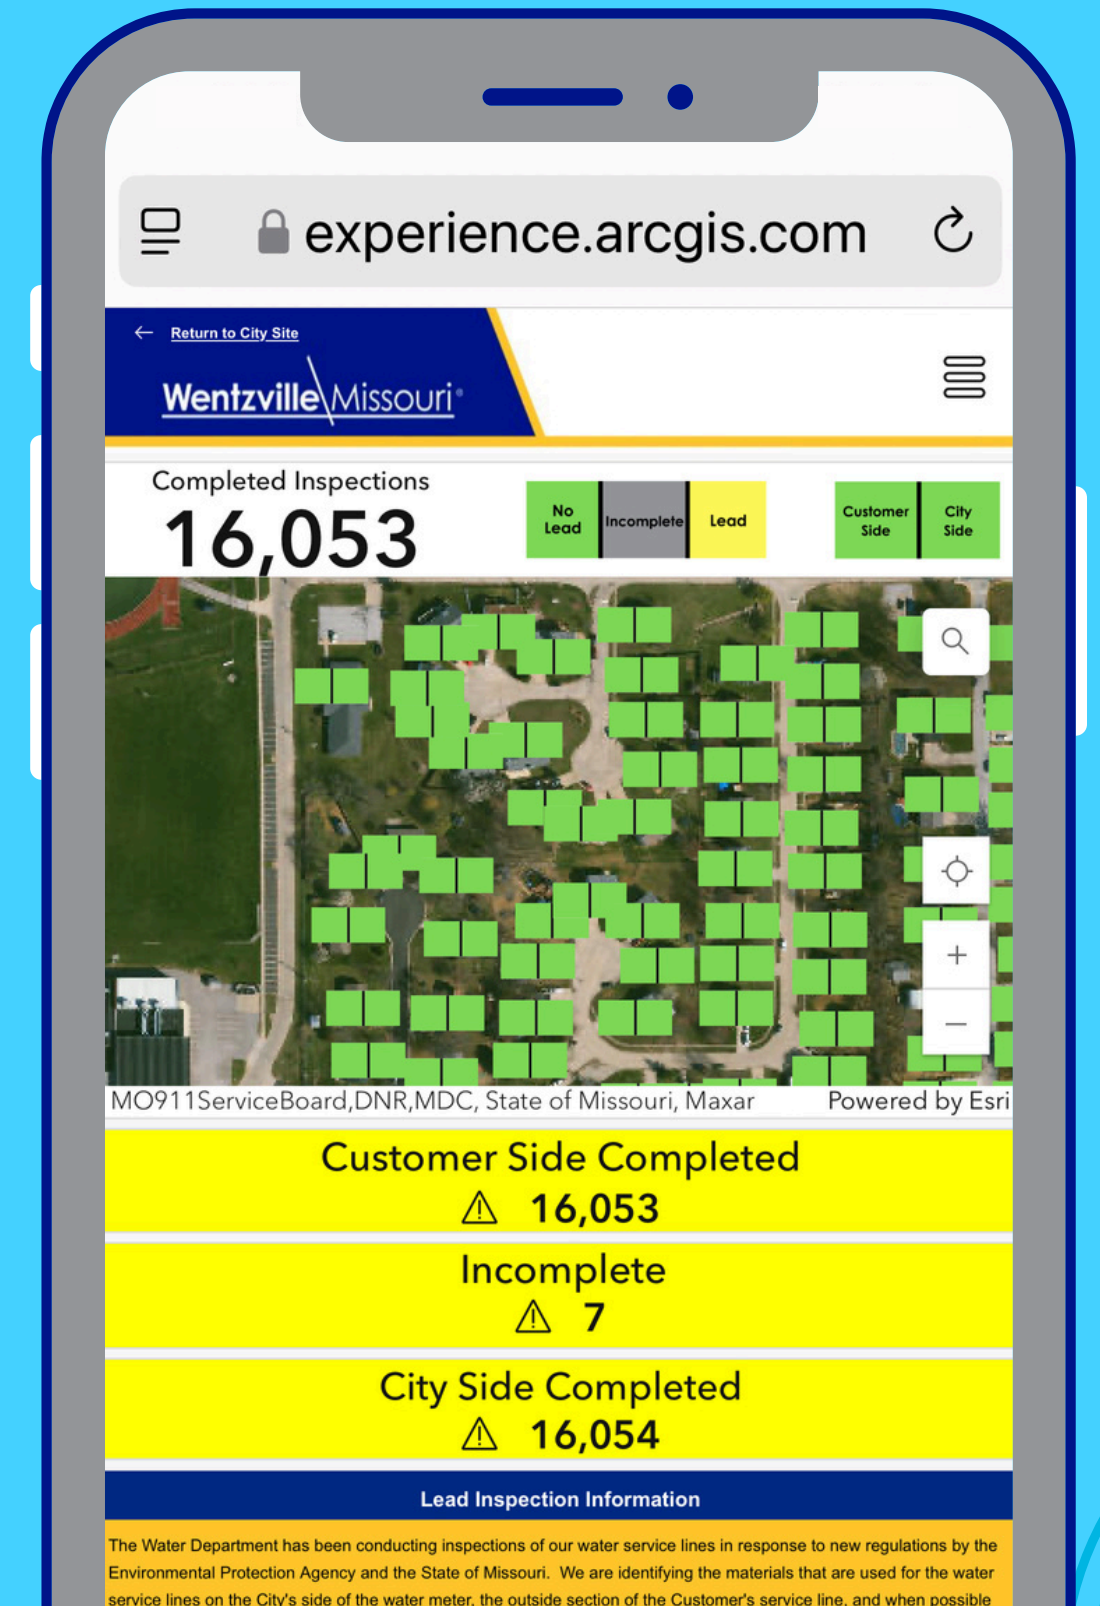 experience.arcgis.com
Return to City Site
Wentzville Missouri®
Completed Inspections
16,053
No Lead
Incomplete
Lead
Customer Side
City Side
MO911ServiceBoard,DNR,MDC, State of Missouri, Maxar
Powered by Esri
Customer Side Completed
16,053
Incomplete
7
City Side Completed
16,054
Lead Inspection Information
The Water Department has been conducting inspections of our water service lines in response to new regulations by the
Environmental Protection Agency and the State of Missouri. We are identifying the materials that are used for the water
service lines on the City's side of the water meter, the outside section of the Customer's service line, and when possible